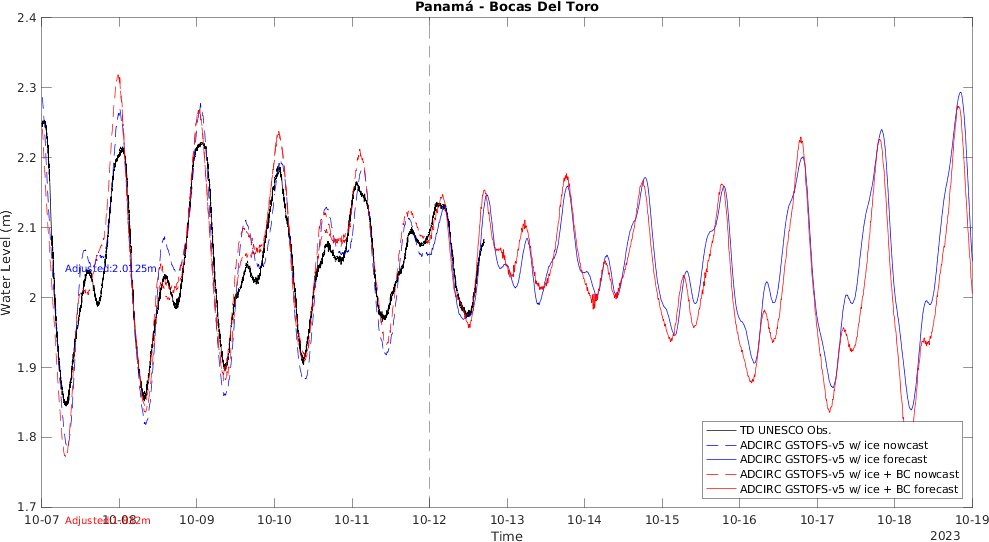 Panamá - Bocas Del Toro
2.4
2.3
2.2
2.1
2
1.9
1.8
1.7
Water Level (m)
Adjusted:2.0125m
TD UNESCO Obs.
ADCIRC GSTOFS-v5 w/ ice nowcast
ADCIRC GSTOFS-v5 w/ ice forecast
ADCIRC GSTOFS-v5 w/ ice + BC nowcast
ADCIRC GSTOFS-v5 w/ ice + BC forecast
10-07 10-08 10-09 10-10 10-11 10-12 10-13 10-14 10-15 10-16 10-17 10-18 10-19
Time
2023